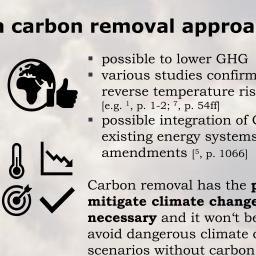 carbon removal approa
▪ possible to lower GHG
▪ various studies confirm
reverse temperature ris
[e.g. ¹, p. 1-2; ⁷, p. 54ff]
▪ possible integration of
existing energy systems
amendments [⁵, p. 1066]
Carbon removal has the
mitigate climate change
necessary and it won't be
avoid dangerous climate
scenarios without carbon